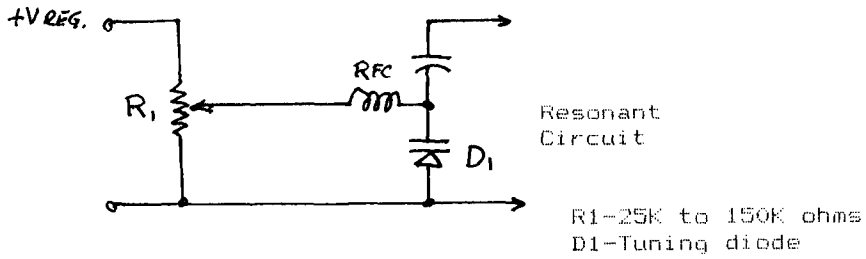 +V REG.
RFC
R1
Resonant
Circuit
D1
R1-25K to 150K ohms
D1-Tuning diode